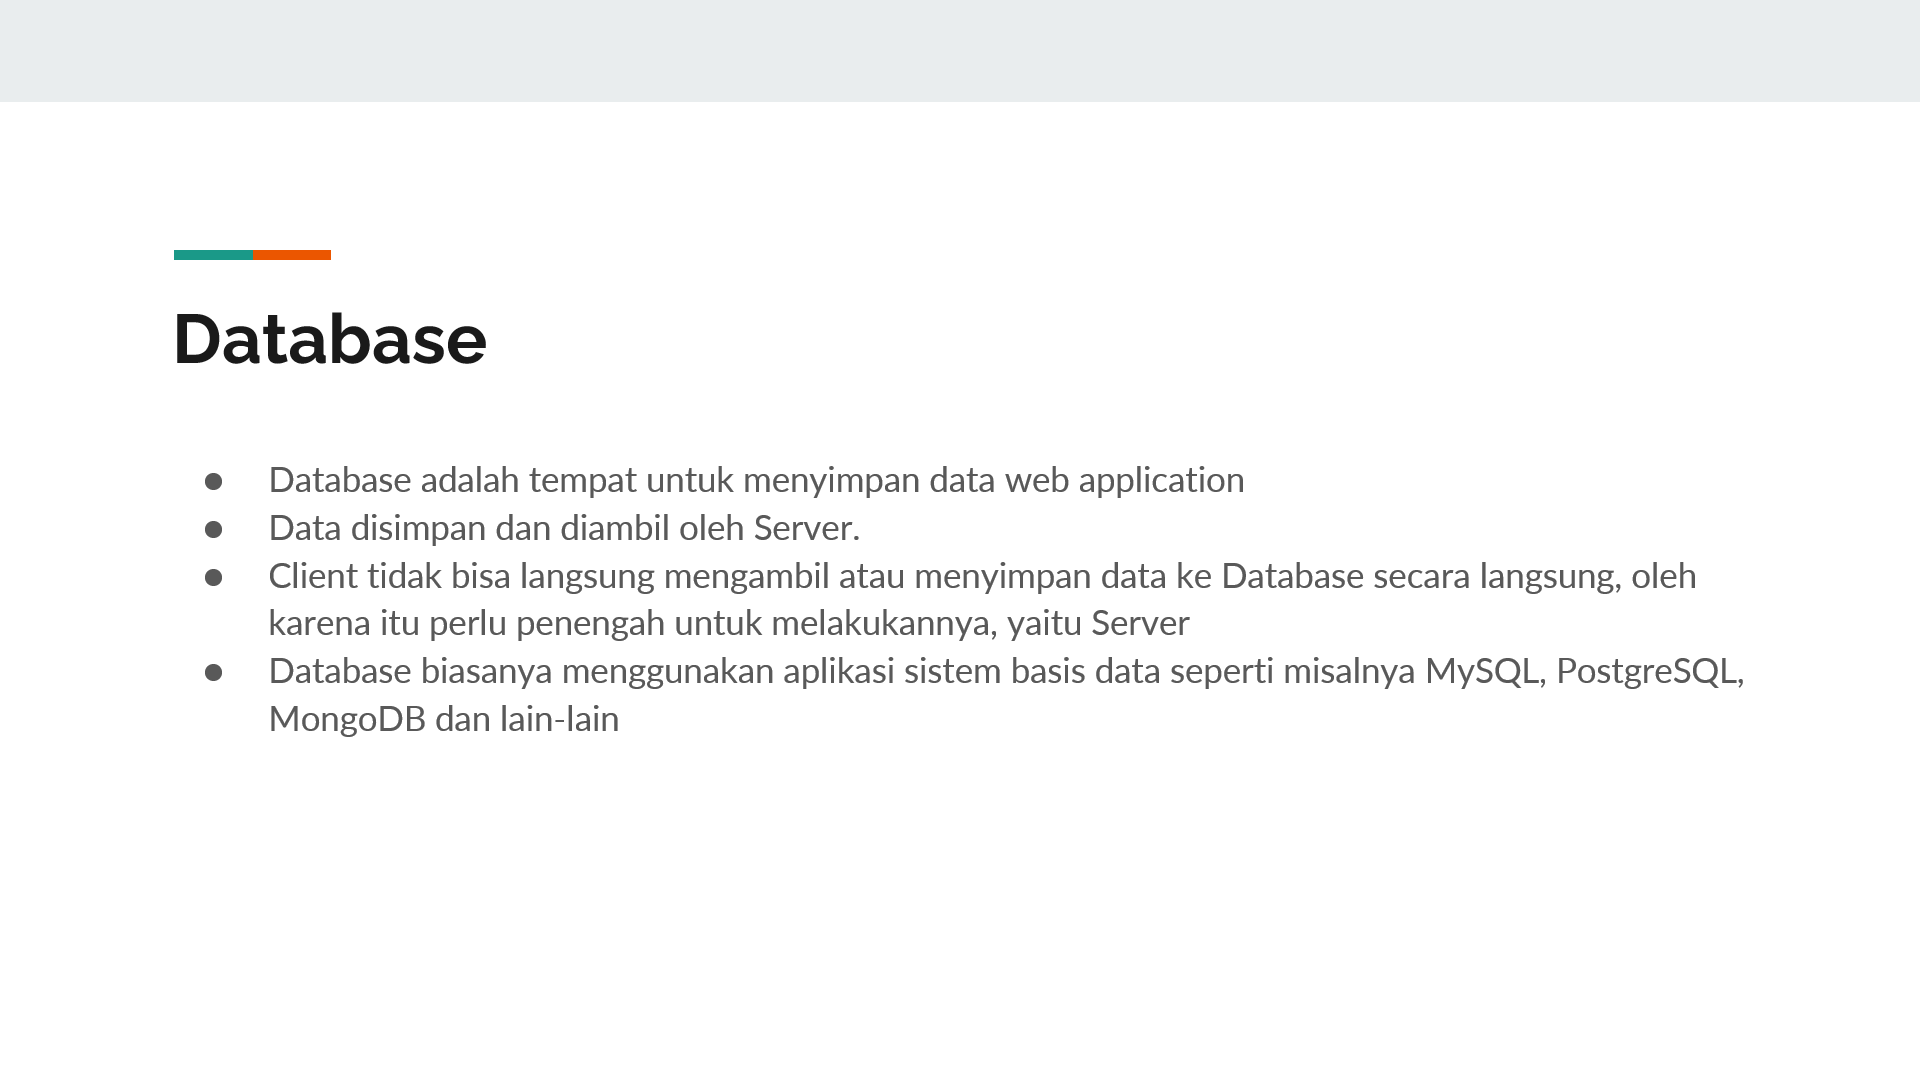 Database
● Database adalah tempat untuk menyimpan data web application
● Data disimpan dan diambil oleh Server.
● Client tidak bisa langsung mengambil atau menyimpan data ke Database secara langsung, oleh
karena itu perlu penengah untuk melakukannya, yaitu Server
● Database biasanya menggunakan aplikasi sistem basis data seperti misalnya MySQL, PostgreSQL,
MongoDB dan lain-lain